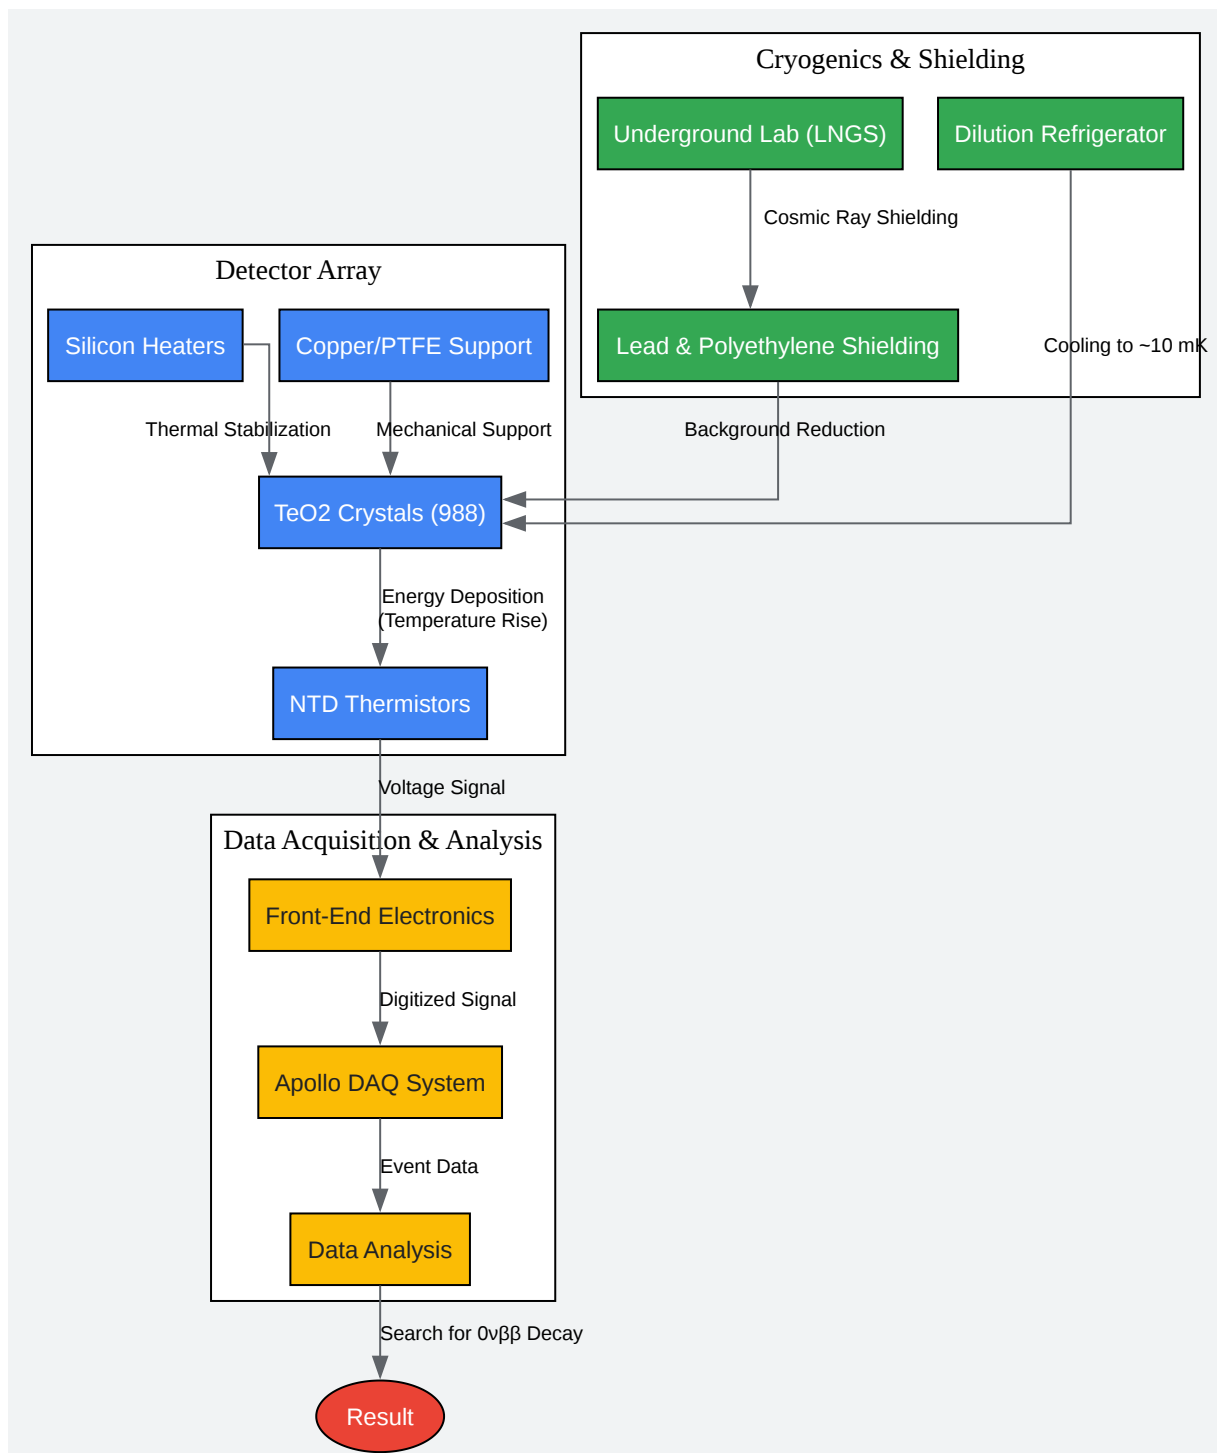 Cryogenics & Shielding
Underground Lab (LNGS)
Dilution Refrigerator
Cosmic Ray Shielding
Detector Array
Silicon Heaters
Copper/PTFE Support
Lead & Polyethylene Shielding
Cooling to ~10 mK
Thermal Stabilization
Mechanical Support
Background Reduction
TeO2 Crystals (988)
Energy Deposition
(Temperature Rise)
NTD Thermistors
Voltage Signal
Data Acquisition & Analysis
Front-End Electronics
Digitized Signal
Apollo DAQ System
Event Data
Data Analysis
Search for 0νββ Decay
Result